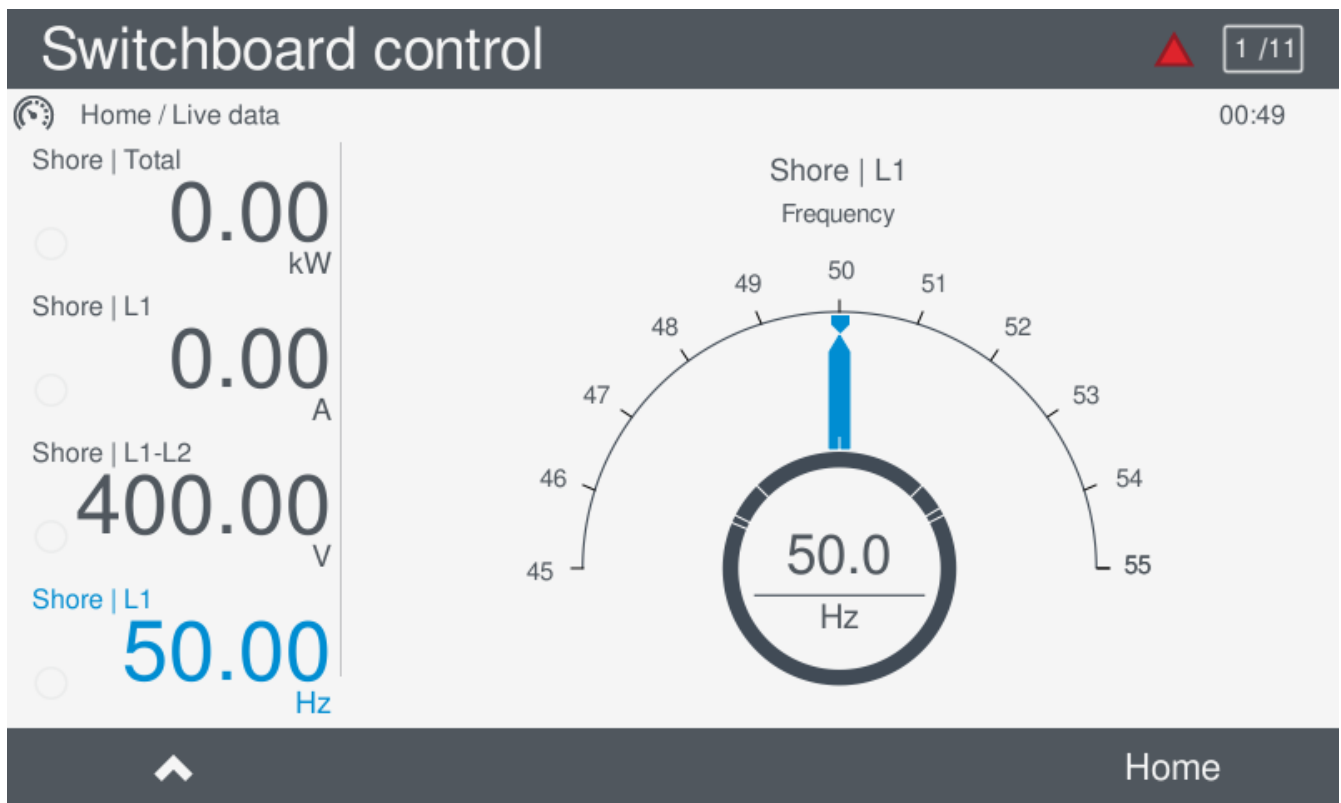 Switchboard control
1 /11
Home / Live data
00:49
Shore | Total
0.00
kW
Shore | L1
0.00
A
Shore | L1-L2
400.00
V
Shore | L1
50.00
Hz
Shore | L1
Frequency
45
46
47
48
49
50
51
52
53
54
55
50.0
Hz
Home